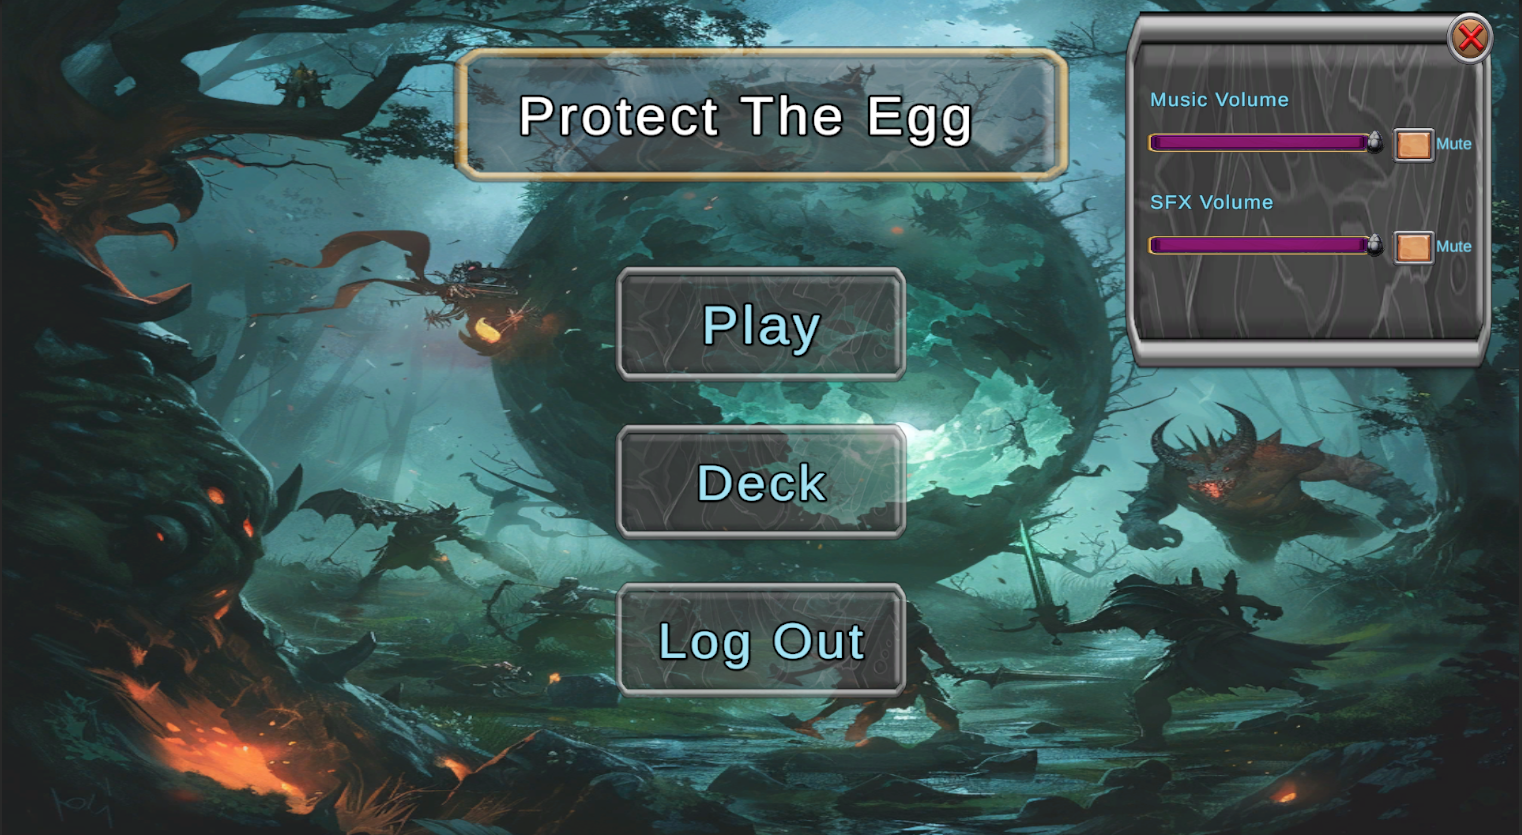 Protect The Egg
Music Volume
Mute
SFX Volume
Mute
Play
Deck
Log Out